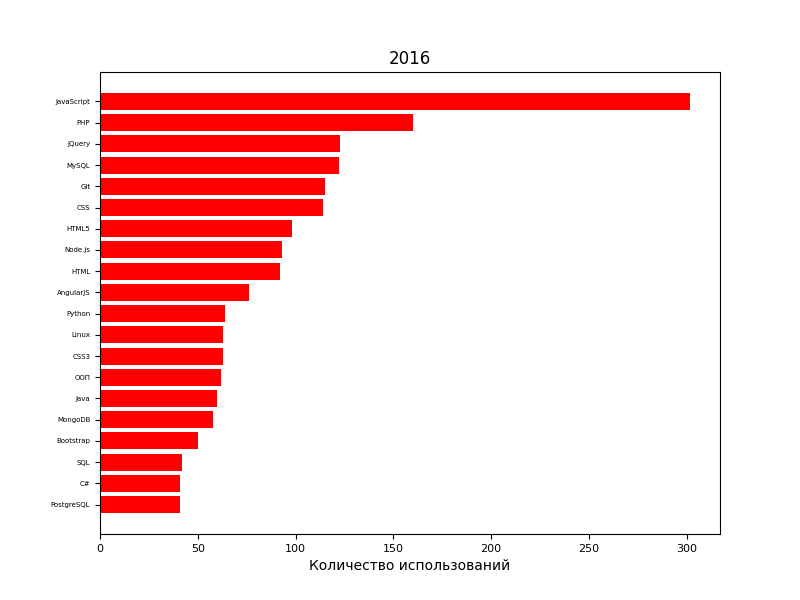 2016
JavaScript
PHP
jQuery
MySQL
Git
CSS
HTML5
Node.js
HTML
AngularJS
Python
Linux
CSS3
ООП
Java
MongoDB
Bootstrap
SQL
C#
PostgreSQL
0 50 100 150 200 250 300
Количество использований